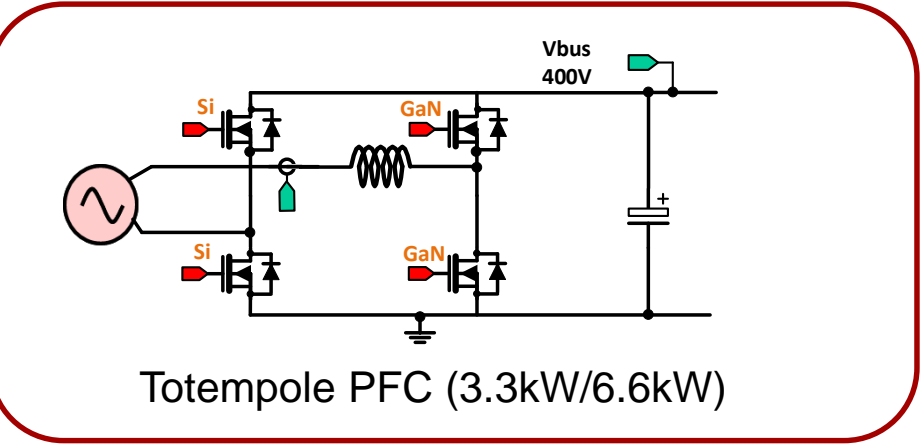 Vbus
400V
Si
GaN
+
Si
GaN
Totempole PFC (3.3kW/6.6kW)